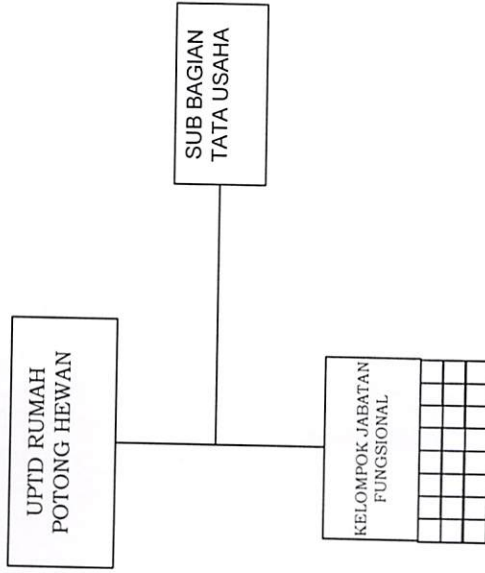 UPTD RUMAH
POTONG HEWAN
SUB BAGIAN
TATA USAHA
KELOMPOK JABATAN
FUNGSIONAL